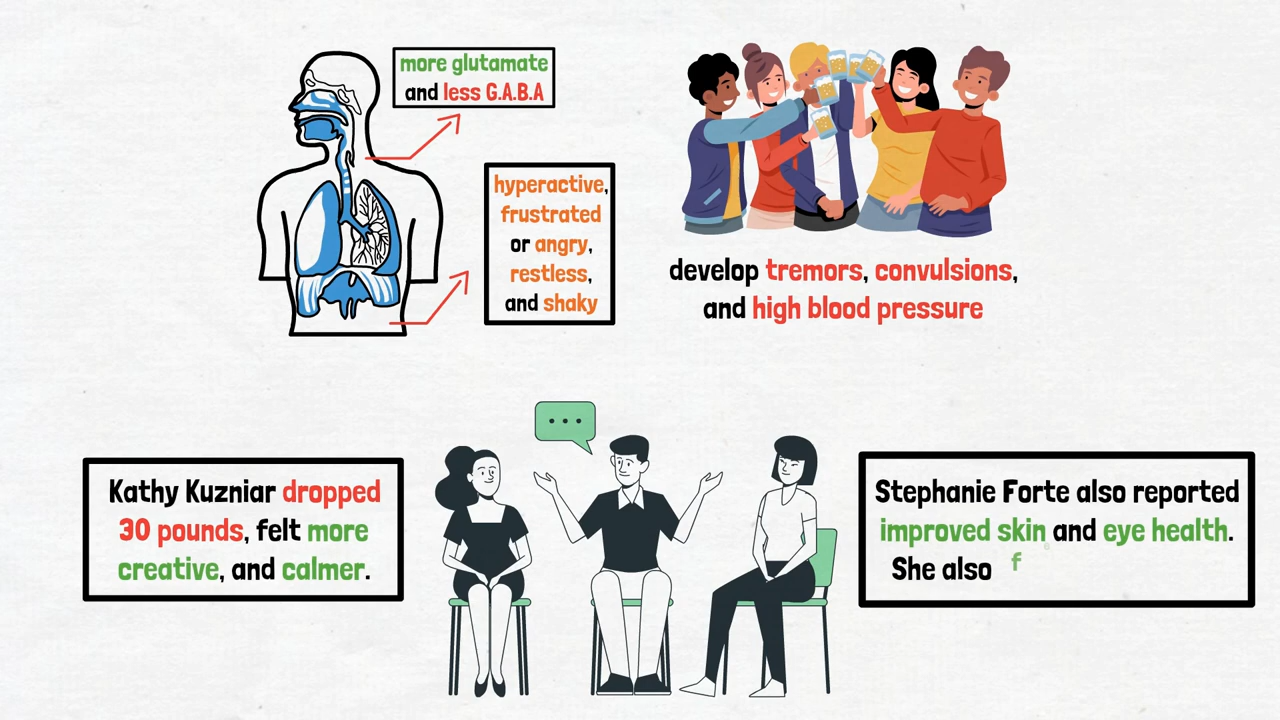 more glutamate
and less G.A.B.A
hyperactive,
frustrated
or angry,
restless,
and shaky
develop tremors, convulsions,
and high blood pressure
Kathy Kuzniar dropped
30 pounds, felt more
creative, and calmer.
Stephanie Forte also reported
improved skin and eye health.
She also f